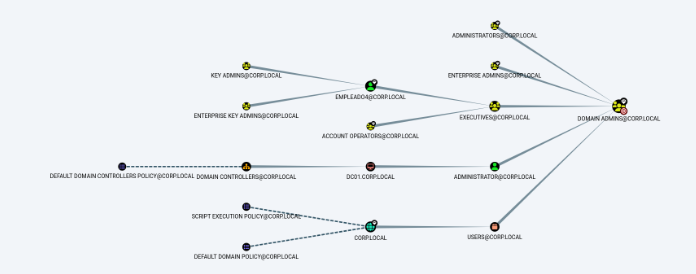 ADMINISTRATORS@CORP.LOCAL
KEY ADMINS@CORP.LOCAL
ENTERPRISE ADMINS@CORP.LOCAL
EMPLEADO4@CORP.LOCAL
ENTERPRISE KEY ADMINS@CORP.LOCAL
EXECUTIVES@CORP.LOCAL
DOMAIN ADMINS@CORP.LOCAL
ACCOUNT OPERATORS@CORP.LOCAL
DEFAULT DOMAIN CONTROLLERS POLICY@CORP.LOCAL
DOMAIN CONTROLLERS@CORP.LOCAL
DC01.CORP.LOCAL
ADMINISTRATOR@CORP.LOCAL
SCRIPT EXECUTION POLICY@CORP.LOCAL
CORP.LOCAL
USERS@CORP.LOCAL
DEFAULT DOMAIN POLICY@CORP.LOCAL